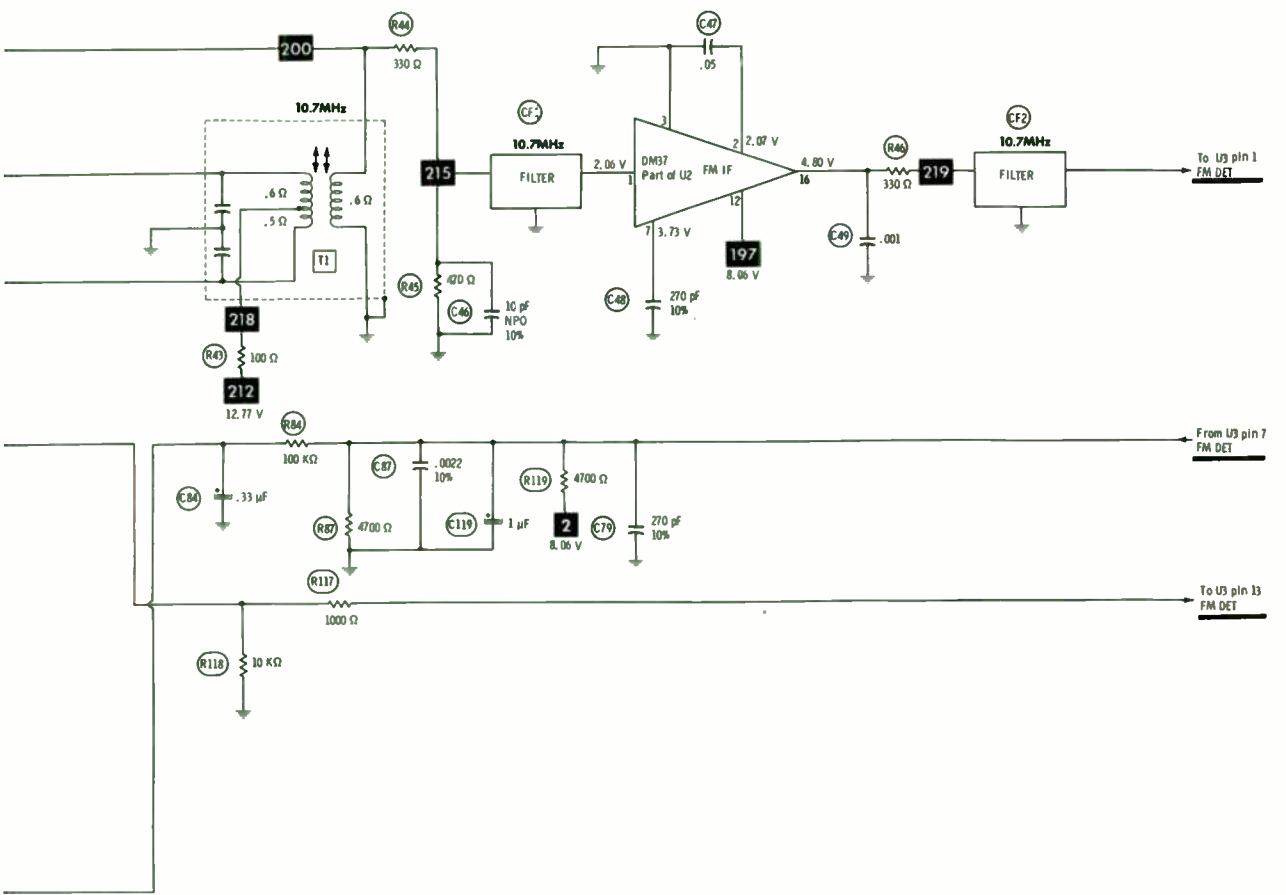 R44
200
330 Ω
10.7MHz
.6 Ω
.5 Ω
.6 Ω
T1
218
R43
100 Ω
212
12.77 V
215
R45
470 Ω
C46
10 pF
NPO
10%
10.7MHz
FILTER
2.06 V
1
C47
.05
3
2
2.07 V
DM37
Part of U2
FM IF
4.80 V
16
12
7
3.73 V
197
8.06 V
C48
270 pF
10%
R46
330 Ω
219
C49
.001
CF2
10.7MHz
FILTER
To U3 pin 1
FM DET
R84
100 KΩ
From U3 pin 7
FM DET
C84
.33 μF
R87
4700 Ω
C87
.0022
10%
C119
1 μF
R119
4700 Ω
2
8.06 V
C79
270 pF
10%
R117
1000 Ω
To U3 pin 13
FM DET
R118
10 KΩ